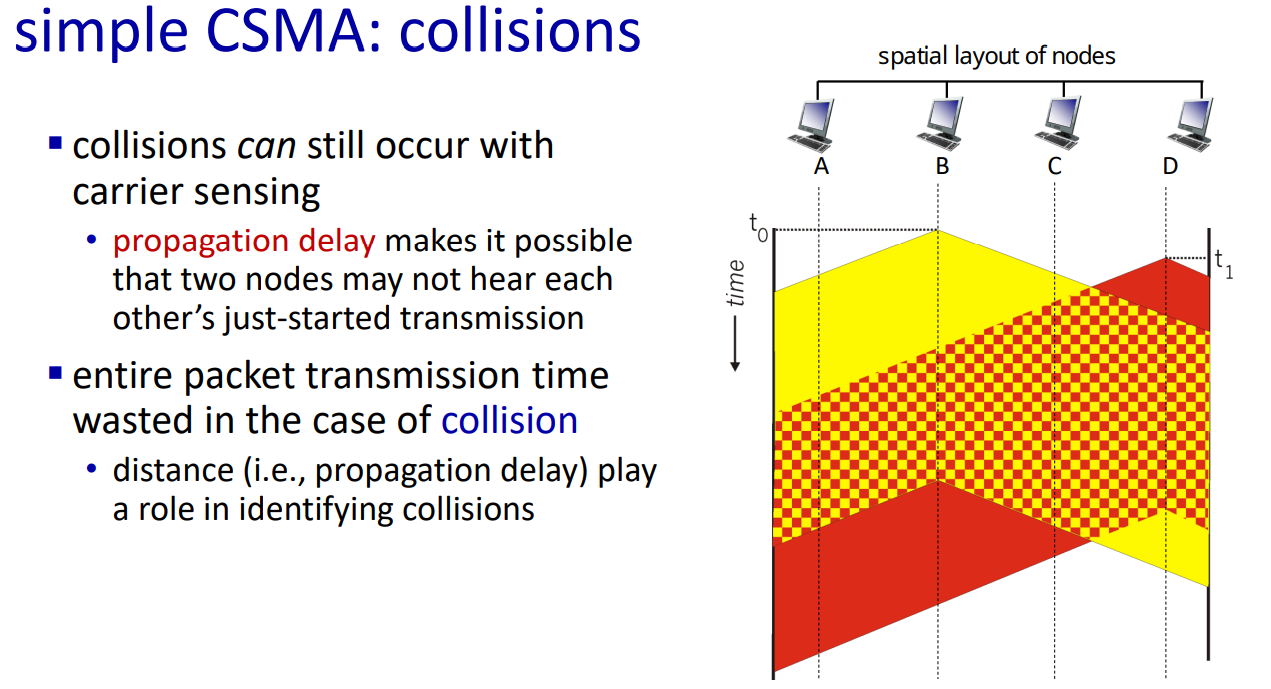 simple CSMA: collisions
collisions can still occur with
carrier sensing
propagation delay makes it possible
that two nodes may not hear each
other’s just-started transmission
entire packet transmission time
wasted in the case of collision
distance (i.e., propagation delay) play
a role in identifying collisions
spatial layout of nodes
A B C D
t0
t1
time